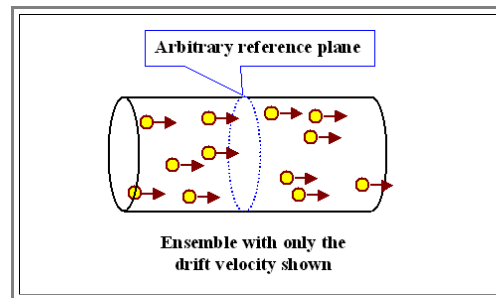 Arbitrary reference plane
Ensemble with only the
drift velocity shown